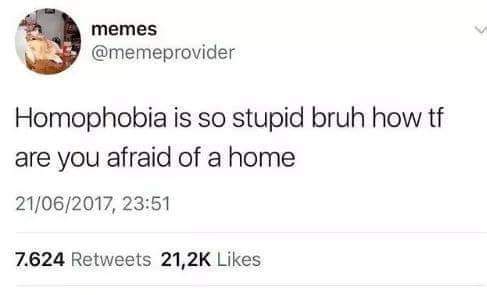 memes
@memeprovider
Homophobia is so stupid bruh how tf
are you afraid of a home
21/06/2017, 23:51
7.624 Retweets 21,2K Likes